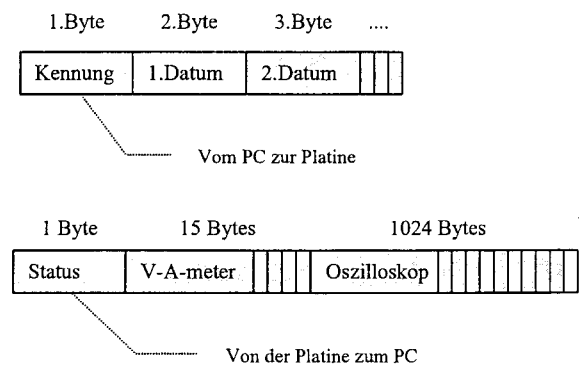 1.Byte 2.Byte 3.Byte ....
Kennung 1.Datum 2.Datum
Vom PC zur Platine
1 Byte 15 Bytes 1024 Bytes
Status V-A-meter Oszilloskop
Von der Platine zum PC